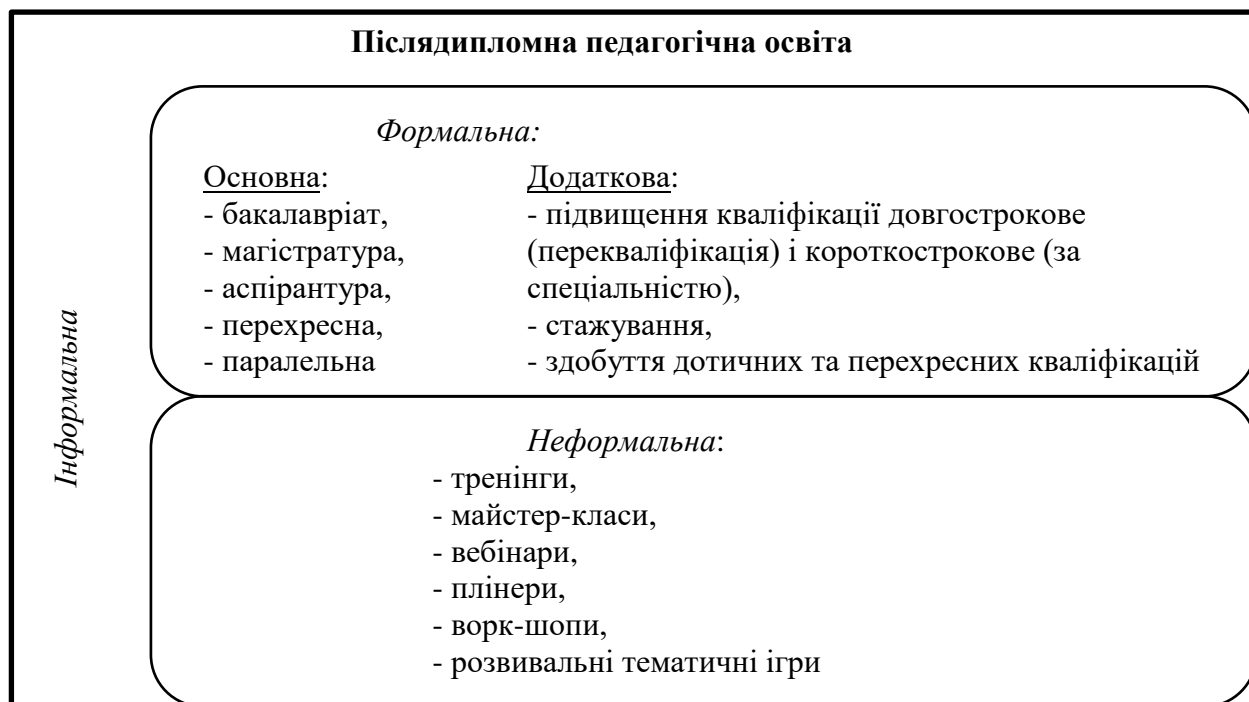 Післядипломна педагогічна освіта
Інформальна
Формальна:
Основна:
- бакалавріат,
- магістратура,
- аспірантура,
- перехресна,
- паралельна
Додаткова:
- підвищення кваліфікації довгострокове
(перекваліфікація) і короткострокове (за
спеціальністю),
- стажування,
- здобуття дотичних та перехресних кваліфікацій
Неформальна:
- тренінги,
- майстер-класи,
- вебінари,
- плінери,
- ворк-шопи,
- розвивальні тематичні ігри